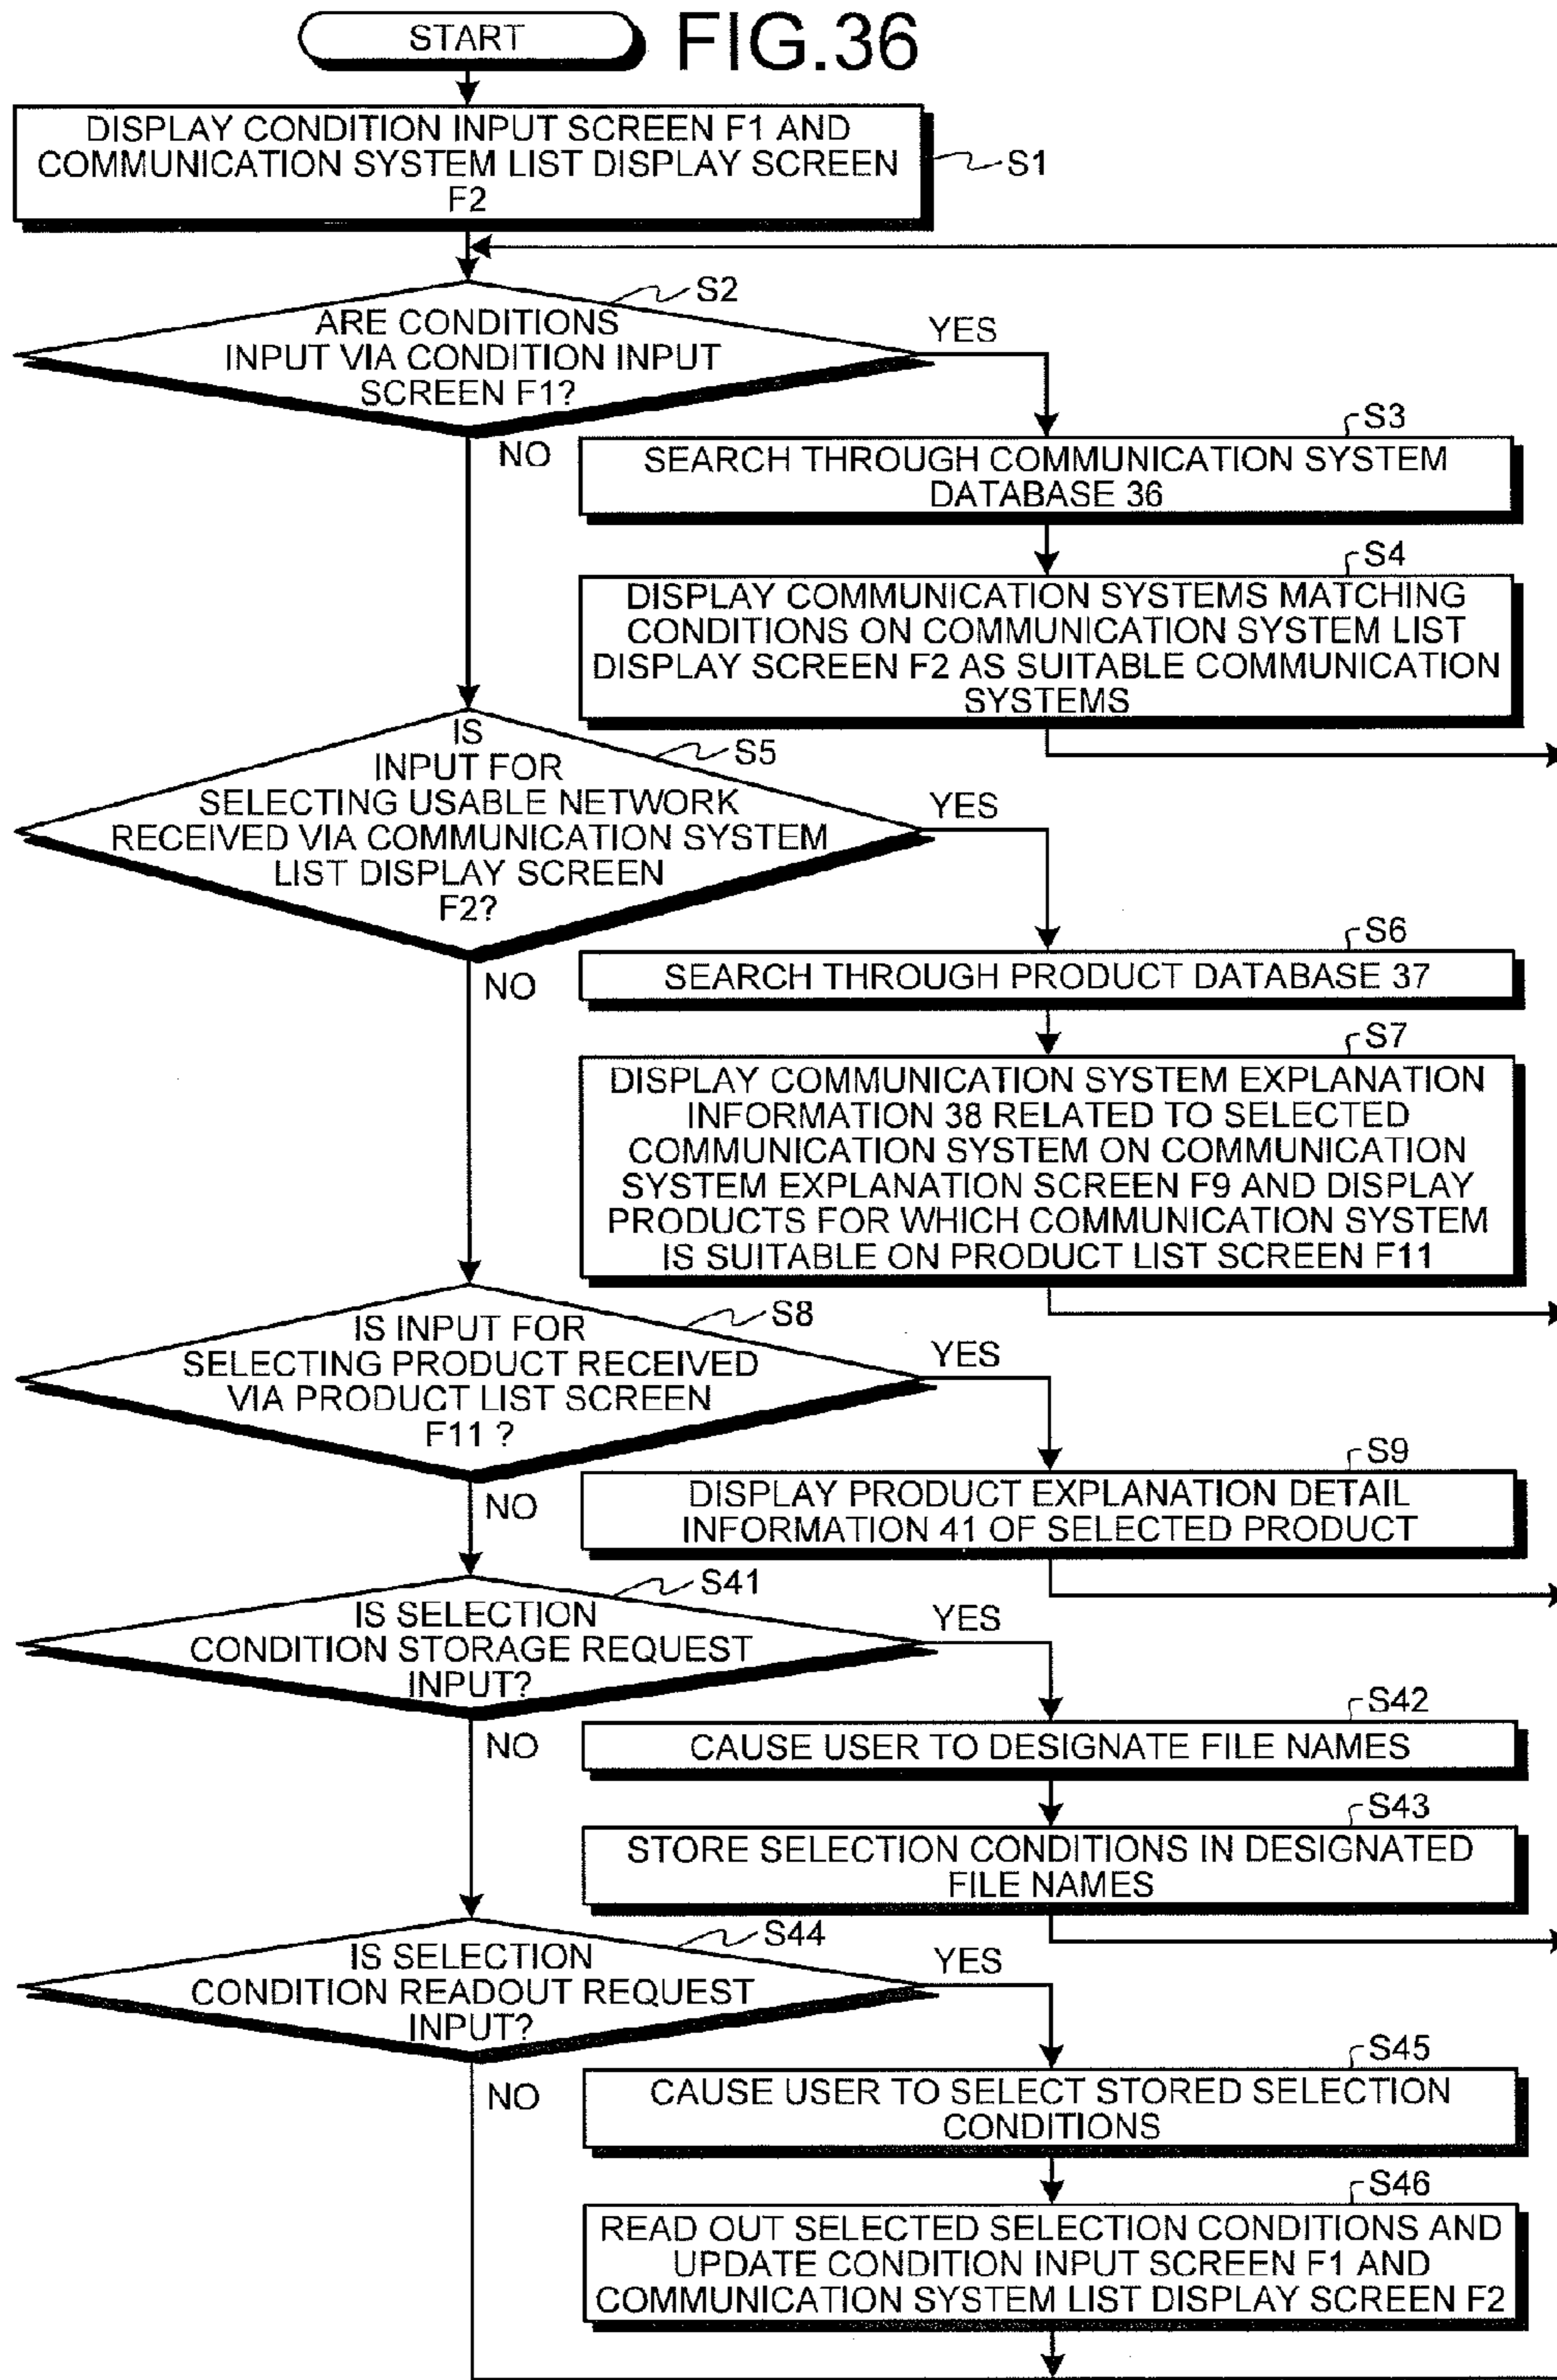 START
FIG.36
DISPLAY CONDITION INPUT SCREEN F1 AND
COMMUNICATION SYSTEM LIST DISPLAY SCREEN
F2
S1
S2
ARE CONDITIONS
INPUT VIA CONDITION INPUT
SCREEN F1?
YES
NO
S3
SEARCH THROUGH COMMUNICATION SYSTEM
DATABASE 36
S4
DISPLAY COMMUNICATION SYSTEMS MATCHING
CONDITIONS ON COMMUNICATION SYSTEM LIST
DISPLAY SCREEN F2 AS SUITABLE COMMUNICATION
SYSTEMS
S5
IS
INPUT FOR
SELECTING USABLE NETWORK
RECEIVED VIA COMMUNICATION SYSTEM
LIST DISPLAY SCREEN
F2?
YES
NO
S6
SEARCH THROUGH PRODUCT DATABASE 37
S7
DISPLAY COMMUNICATION SYSTEM EXPLANATION
INFORMATION 38 RELATED TO SELECTED
COMMUNICATION SYSTEM ON COMMUNICATION
SYSTEM EXPLANATION SCREEN F9 AND DISPLAY
PRODUCTS FOR WHICH COMMUNICATION SYSTEM
IS SUITABLE ON PRODUCT LIST SCREEN F11
S8
IS INPUT FOR
SELECTING PRODUCT RECEIVED
VIA PRODUCT LIST SCREEN
F11 ?
YES
NO
S9
DISPLAY PRODUCT EXPLANATION DETAIL
INFORMATION 41 OF SELECTED PRODUCT
S41
IS SELECTION
CONDITION STORAGE REQUEST
INPUT?
YES
NO
S42
CAUSE USER TO DESIGNATE FILE NAMES
S43
STORE SELECTION CONDITIONS IN DESIGNATED
FILE NAMES
S44
IS SELECTION
CONDITION READOUT REQUEST
INPUT?
YES
NO
S45
CAUSE USER TO SELECT STORED SELECTION
CONDITIONS
S46
READ OUT SELECTED SELECTION CONDITIONS AND
UPDATE CONDITION INPUT SCREEN F1 AND
COMMUNICATION SYSTEM LIST DISPLAY SCREEN F2